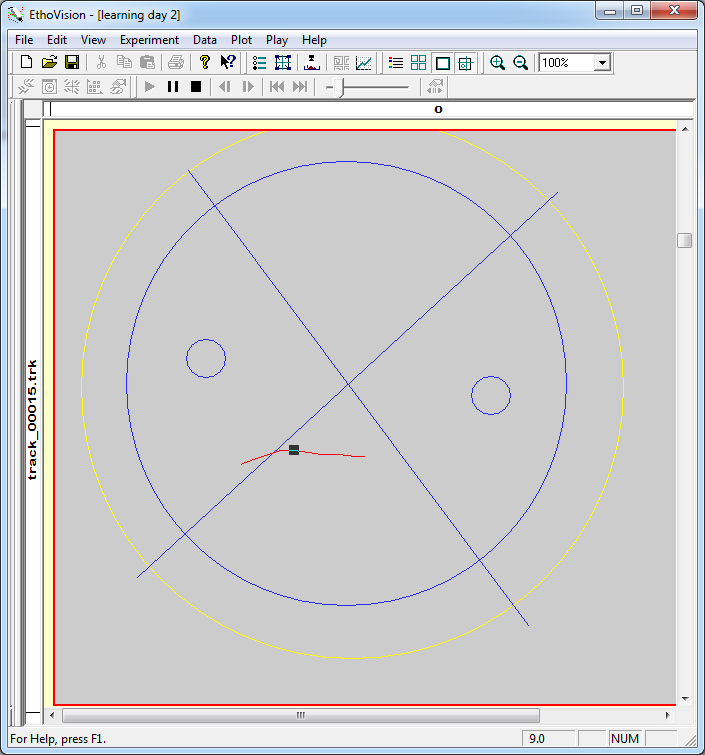 EthoVision - [learning day 2]
File Edit View Experiment Data Plot Play Help
100%
0
track_00015.trk
For Help, press F1.
9.0
NUM